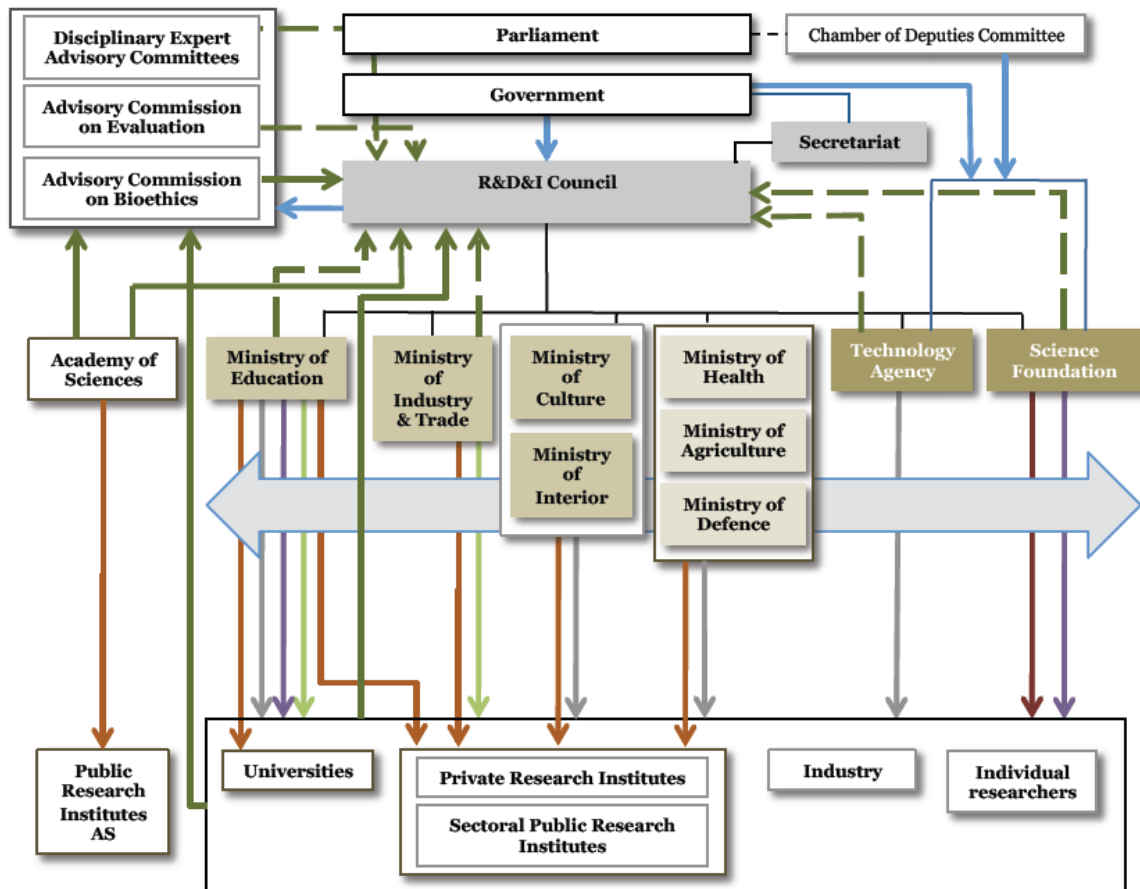 Disciplinary Expert
Advisory Committees
Parliament
Chamber of Deputies Committee
Government
Advisory Commission
on Evaluation
Secretariat
Advisory Commission
on Bioethics
R&D&I Council
Academy of
Sciences
Ministry of
Education
Ministry
of
Industry
& Trade
Ministry
of
Culture
Ministry
of
Interior
Ministry of
Health
Ministry of
Agriculture
Ministry of
Defence
Technology
Agency
Science
Foundation
Public
Research
Institutes
AS
Universities
Private Research Institutes
Sectoral Public Research
Institutes
Industry
Individual
researchers